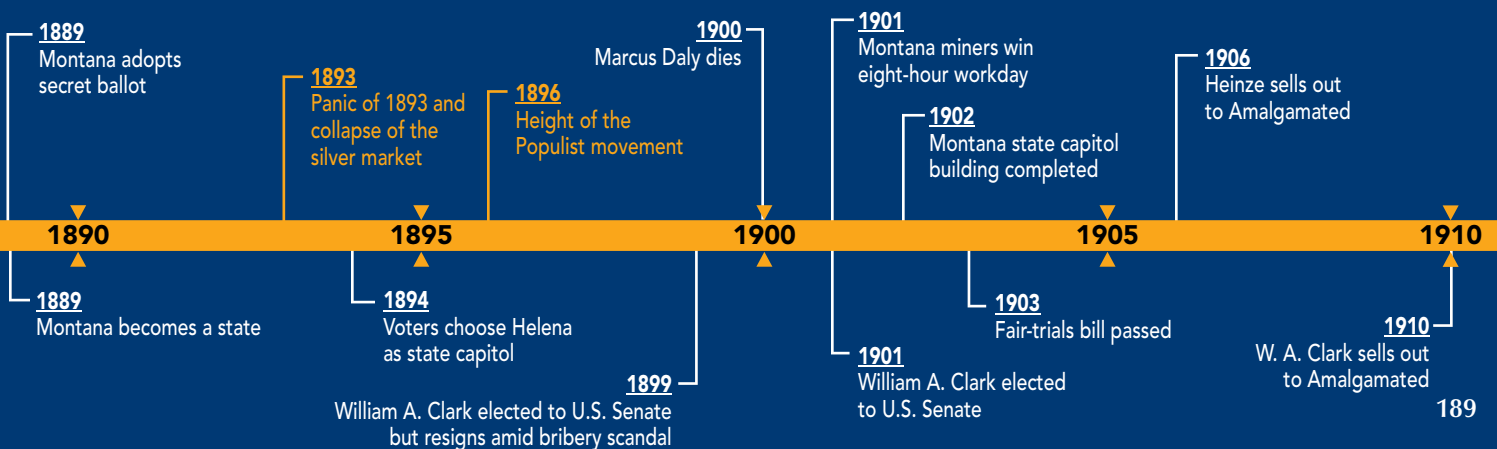 1889
Montana adopts
secret ballot
1893
Panic of 1893 and
collapse of the
silver market
1896
Height of the
Populist movement
1900
Marcus Daly dies
1901
Montana miners win
eight-hour workday
1902
Montana state capitol
building completed
1906
Heinze sells out
to Amalgamated
1890
1895
1900
1905
1910
1889
Montana becomes a state
1894
Voters choose Helena
as state capitol
1899
William A. Clark elected to U.S. Senate
but resigns amid bribery scandal
1901
William A. Clark elected
to U.S. Senate
1903
Fair-trials bill passed
1910
W. A. Clark sells out
to Amalgamated
189